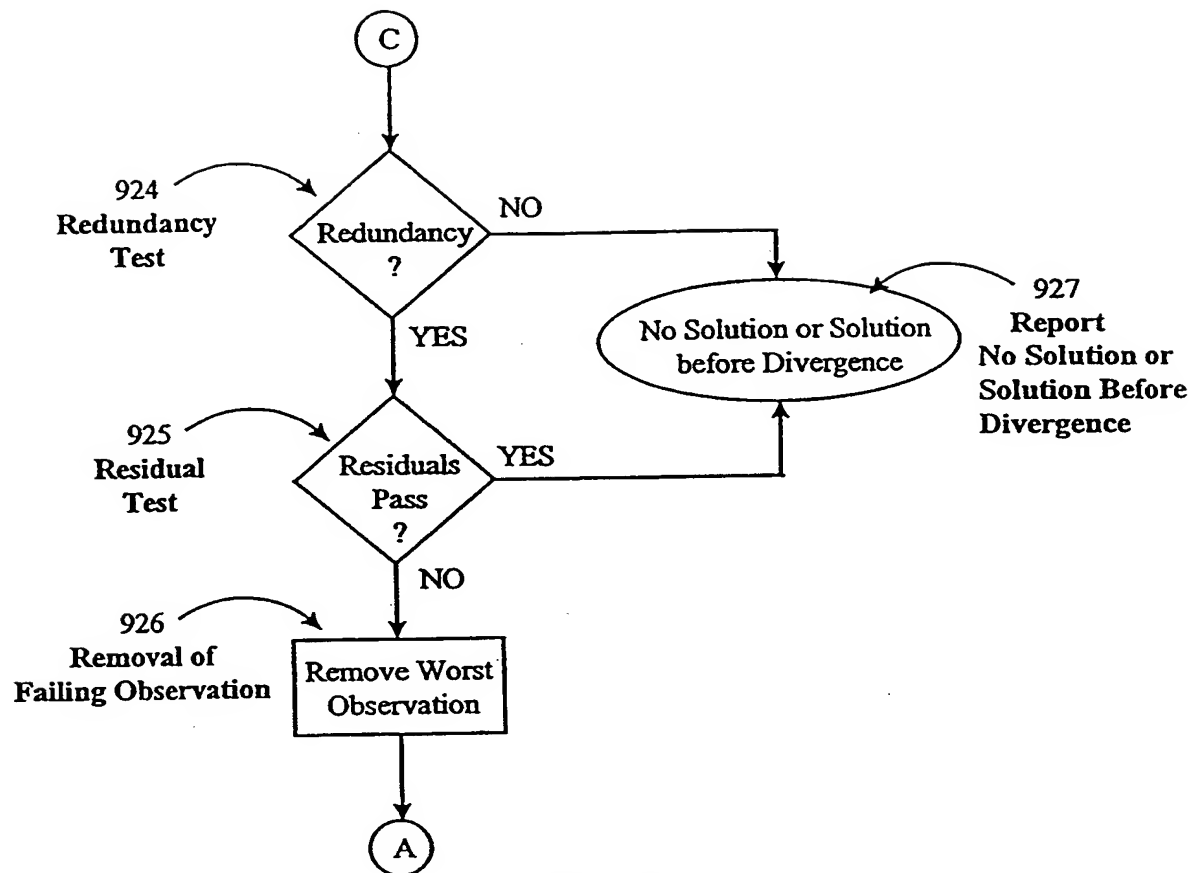 C
924
Redundancy
Test
Redundancy
?
NO
YES
No Solution or Solution
before Divergence
927
Report
No Solution or
Solution Before
Divergence
925
Residual
Test
Residuals
Pass
?
YES
NO
926
Removal of
Failing Observation
Remove Worst
Observation
A